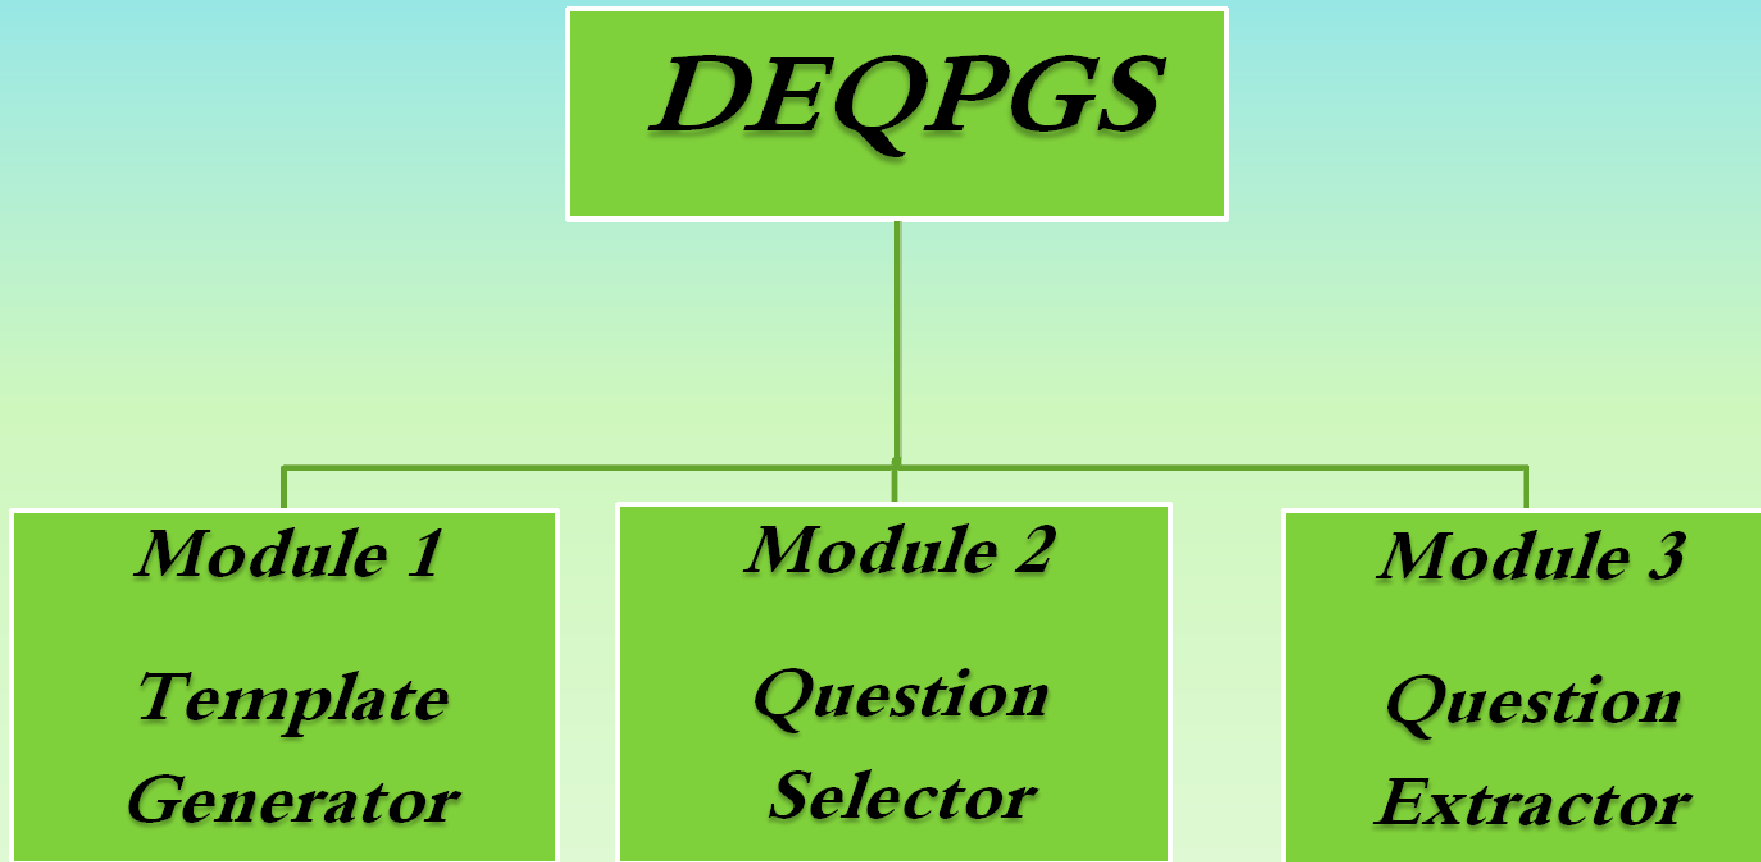 DEQPGS
Module 1
Template
Generator
Module 2
Question
Selector
Module 3
Question
Extractor